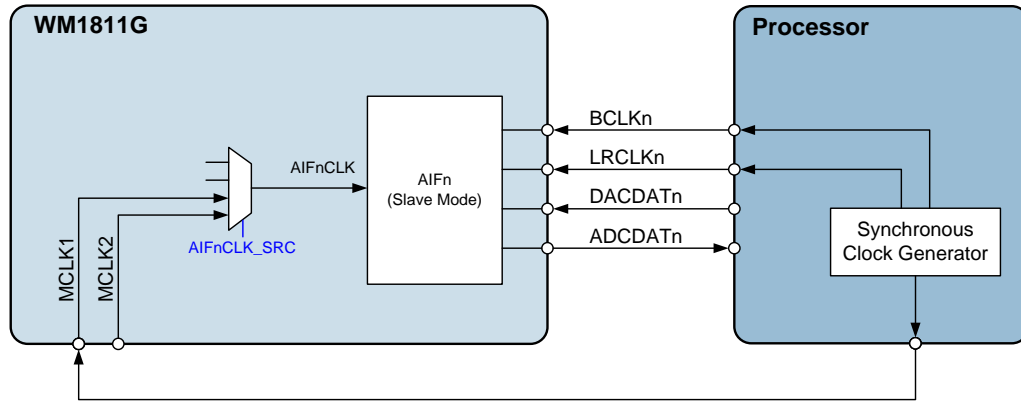 WM1811G
Processor
BCLKn
LRCLKn
DACDATn
ADCDATn
AIFnCLK
AIFn
(Slave Mode)
AIFnCLK_SRC
MCLK1
MCLK2
Synchronous
Clock Generator